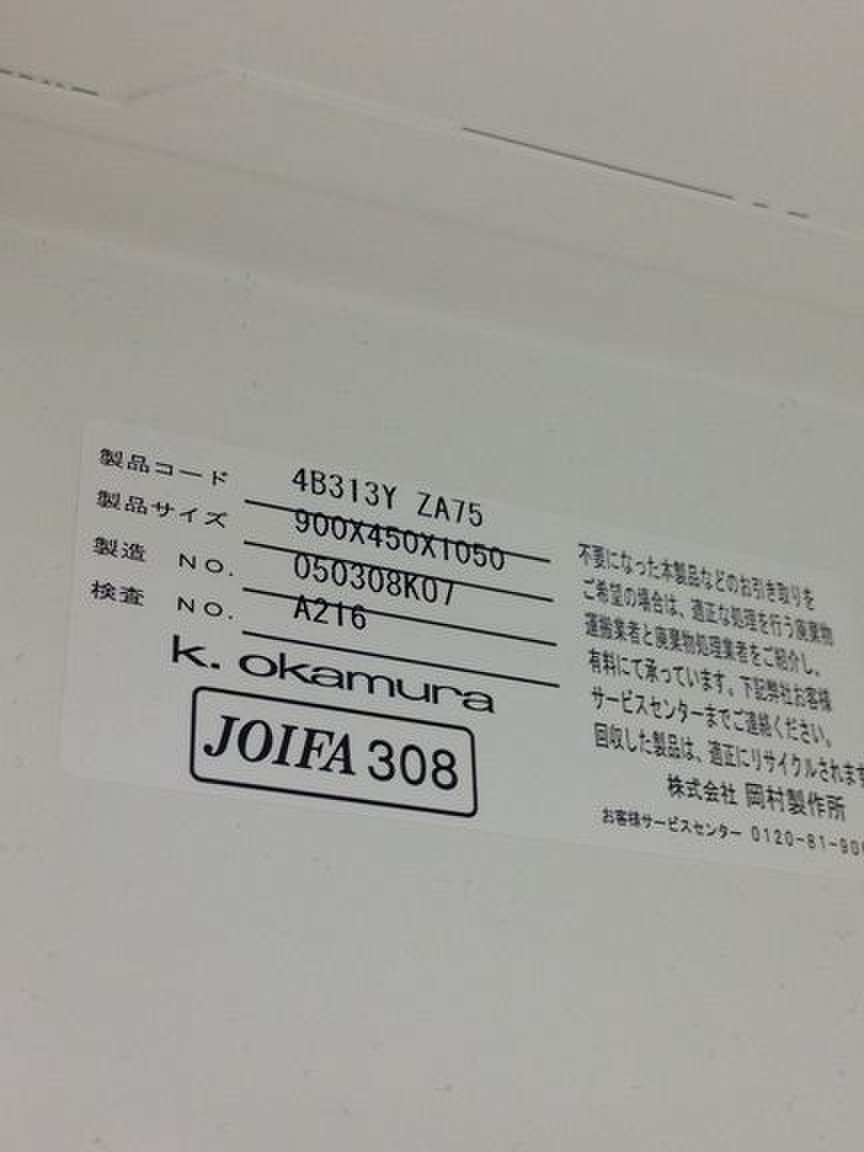 製品コード 4B313Y ZA75
製品サイズ 900X450X1050
製造 NO. 050308K07
検査 NO. A216
k. okamura
JOIFA 308
不要になった本製品などのお引き取りを
ご希望の場合は、適正な処理を行う廃棄物
運搬業者と廃棄物処理業者をご紹介し、
有料にて承っています。下記弊社お客様
サービスセンターまでご連絡ください。
回収した製品は、適正にリサイクルされます
株式会社 岡村製作所
お客様サービスセンター 0120-81-90